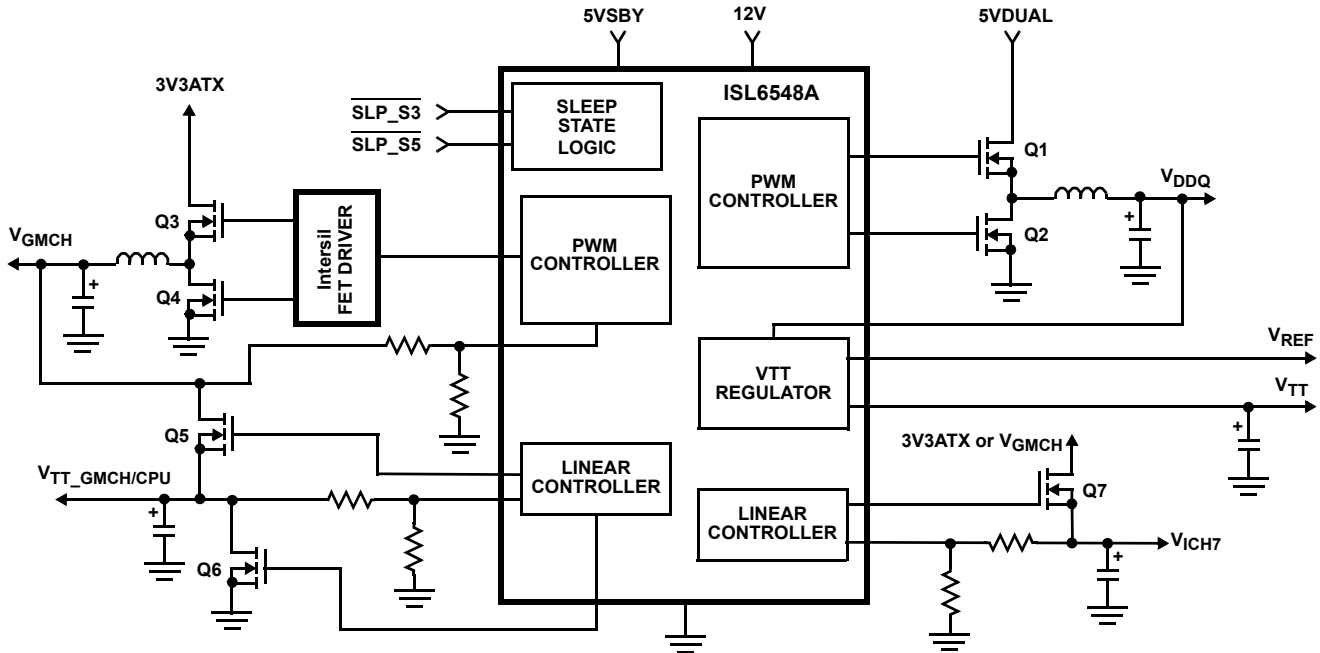 5VSBY
12V
5VDUAL
3V3ATX
ISL6548A
SLP_S3
SLP_S5
SLEEP
STATE
LOGIC
Q1
PWM
CONTROLLER
VDDQ
Q2
Q3
VGMCH
Q4
Intersil
FET DRIVER
PWM
CONTROLLER
+
+
VREF
VTT
REGULATOR
VTT
+
Q5
3V3ATX or VGMCH
Q7
VTT_GMCH/CPU
LINEAR
CONTROLLER
LINEAR
CONTROLLER
+
Q6
VICH7
+